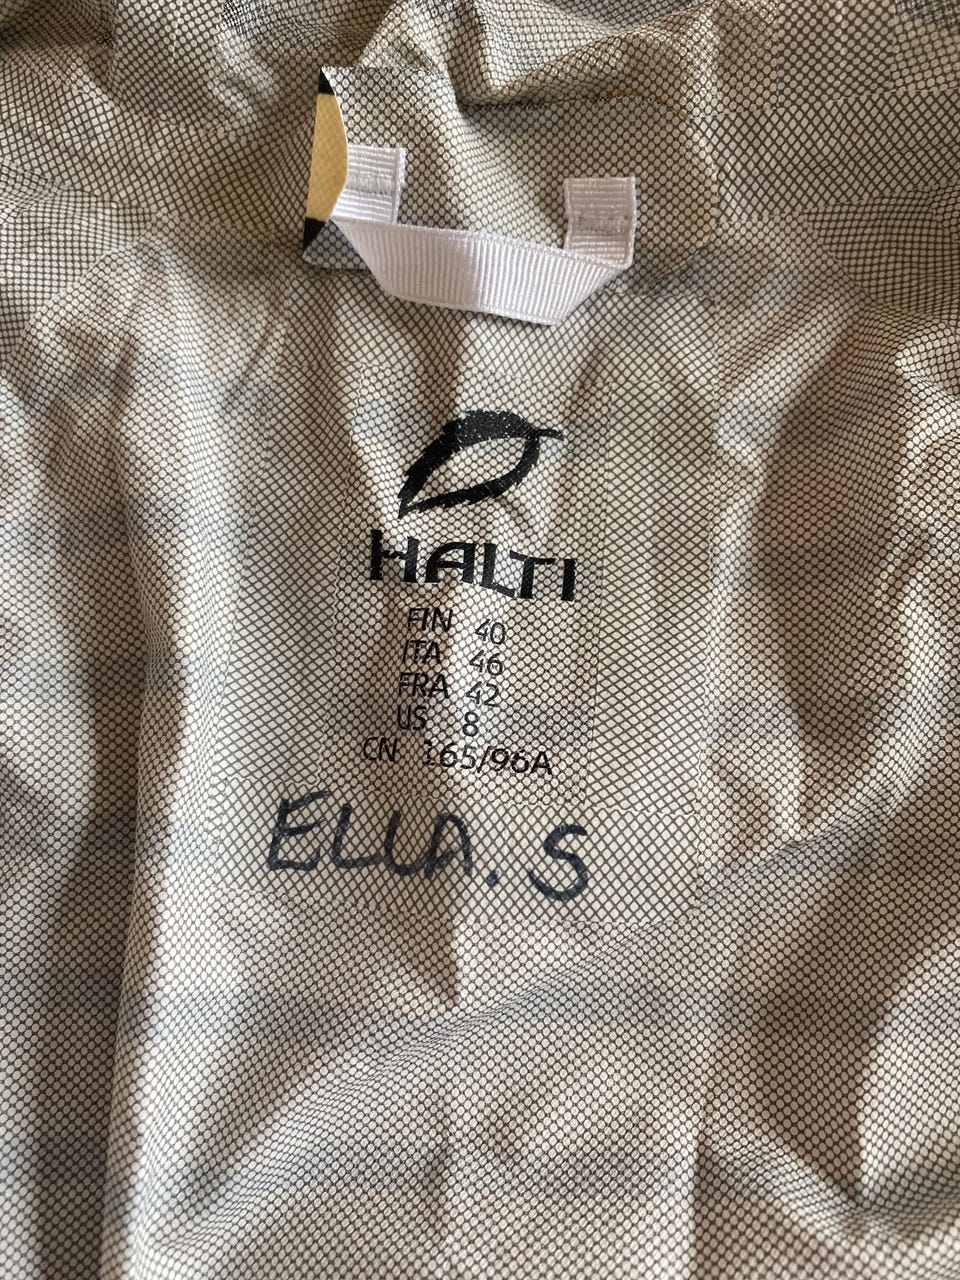 HALTI
FIN 40
ITA 46
FRA 42
US 8
CN 165/96A
ELLA. S